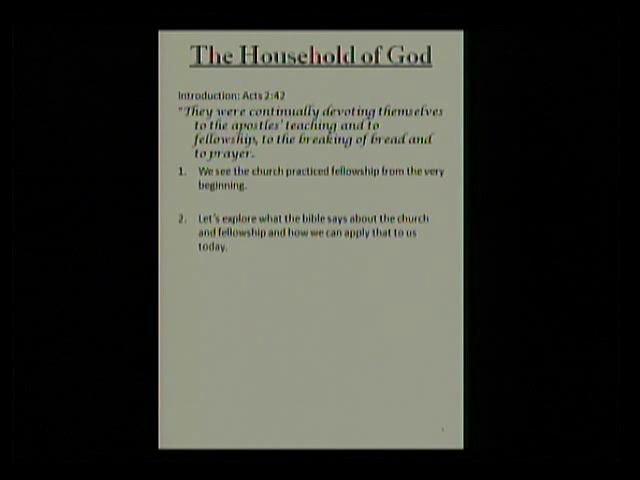 The Household of God
Introduction: Acts 2:42
"They were continually devoting themselves
to the apostles' teaching and to
fellowship, to the breaking of bread and
to prayer.
1. We see the church practiced fellowship from the very
beginning.
2. Let's explore what the bible says about the church
and fellowship and how we can apply that to us
today.